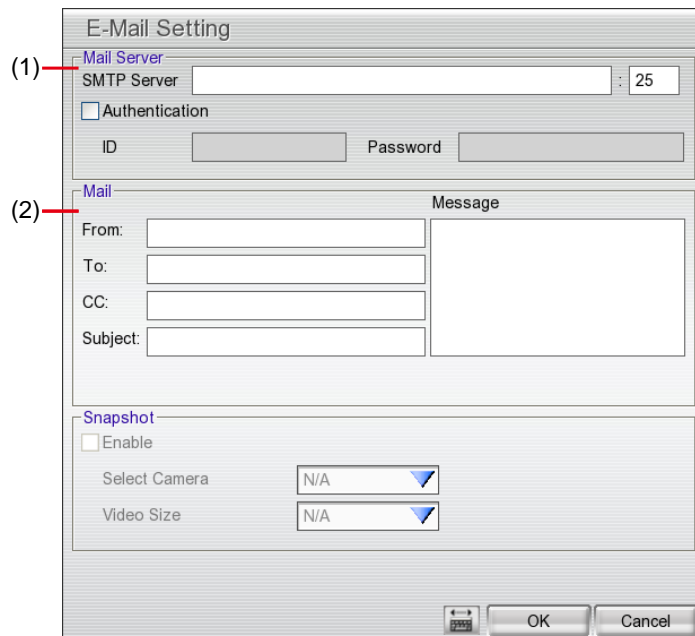 E-Mail Setting
(1)
Mail Server
SMTP Server : 25
Authentication
ID Password
(2)
Mail
Message
From:
To:
CC:
Subject:
Snapshot
Enable
Select Camera N/A
Video Size N/A
OK Cancel